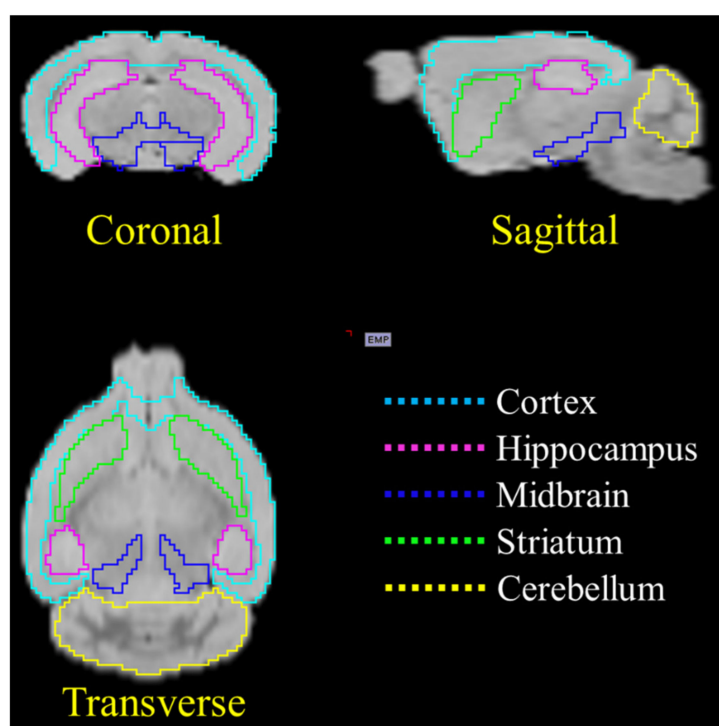 Coronal
Sagittal
EMP
Cortex
Hippocampus
Midbrain
Striatum
Cerebellum
Transverse